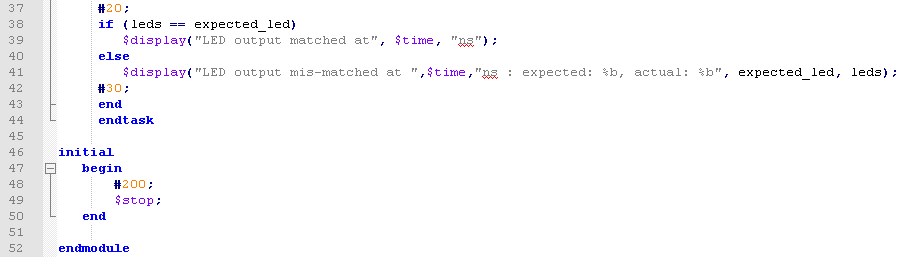 37 #20;
38 if (leds == expected_led)
39 $display("LED output matched at", $time, "ns");
40 else
41 $display("LED output mis-matched at ",$time,"ns : expected: %b, actual: %b", expected_led, leds);
42 #30;
43 end
44 endtask
45
46 initial
47 begin
48 #200;
49 $stop;
50 end
51
52 endmodule